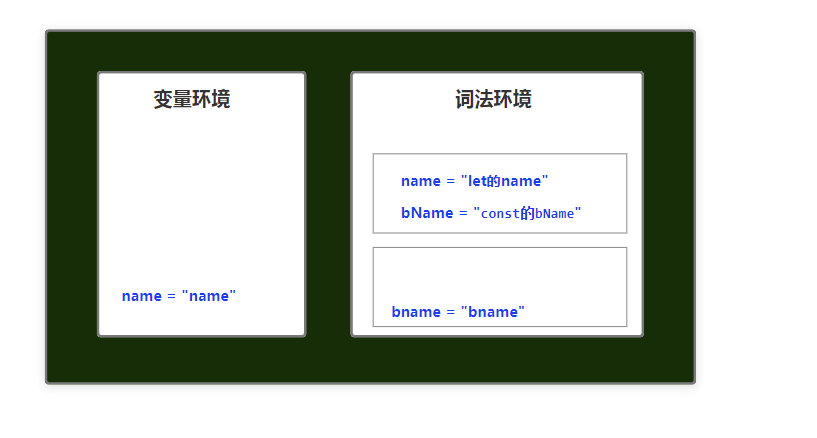 变量环境
name = "name"
词法环境
name = "let的name"
bName = "const的bName"
bname = "bname"